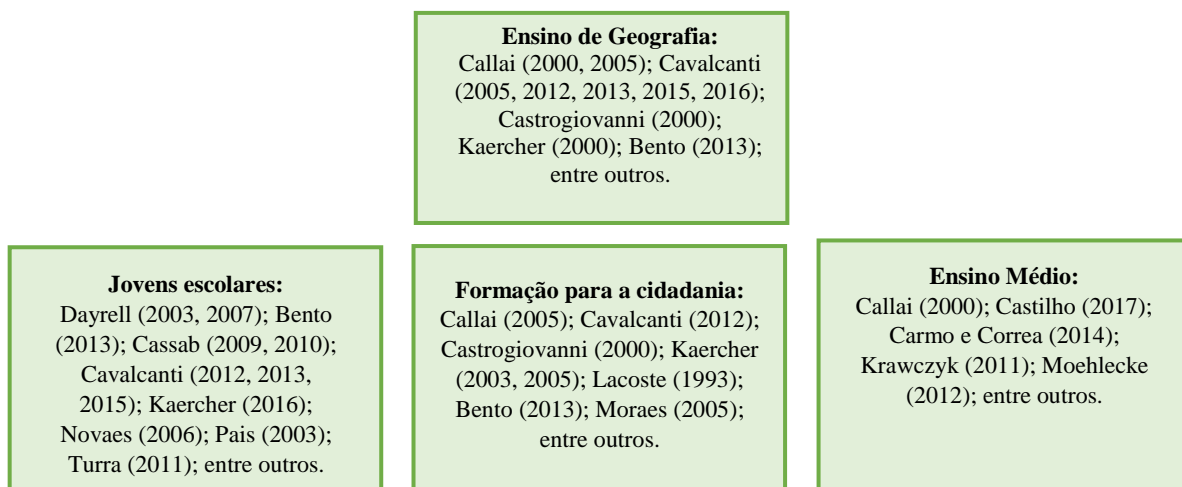 Ensino de Geografia:
Callai (2000, 2005); Cavalcanti
(2005, 2012, 2013, 2015, 2016);
Castrogiovanni (2000);
Kaercher (2000); Bento (2013);
entre outros.
Jovens escolares:
Dayrell (2003, 2007); Bento
(2013); Cassab (2009, 2010);
Cavalcanti (2012, 2013,
2015); Kaercher (2016);
Novaes (2006); Pais (2003);
Turra (2011); entre outros.
Formação para a cidadania:
Callai (2005); Cavalcanti (2012);
Castrogiovanni (2000); Kaercher
(2003, 2005); Lacoste (1993);
Bento (2013); Moraes (2005);
entre outros.
Ensino Médio:
Callai (2000); Castilho (2017);
Carmo e Correa (2014);
Krawczyk (2011); Moehlecke
(2012); entre outros.